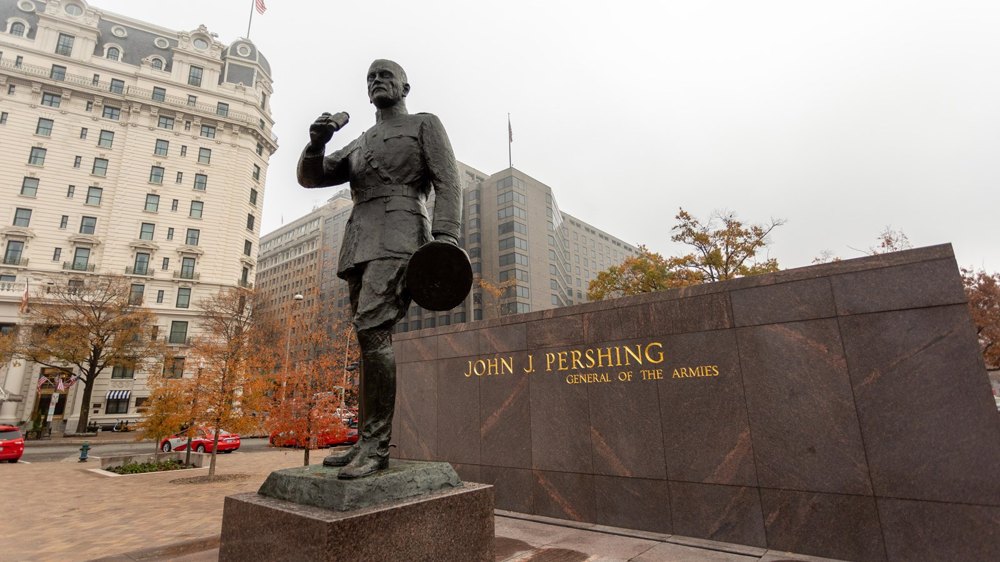 JOHN J. PERSHING
GENERAL OF THE ARMIES